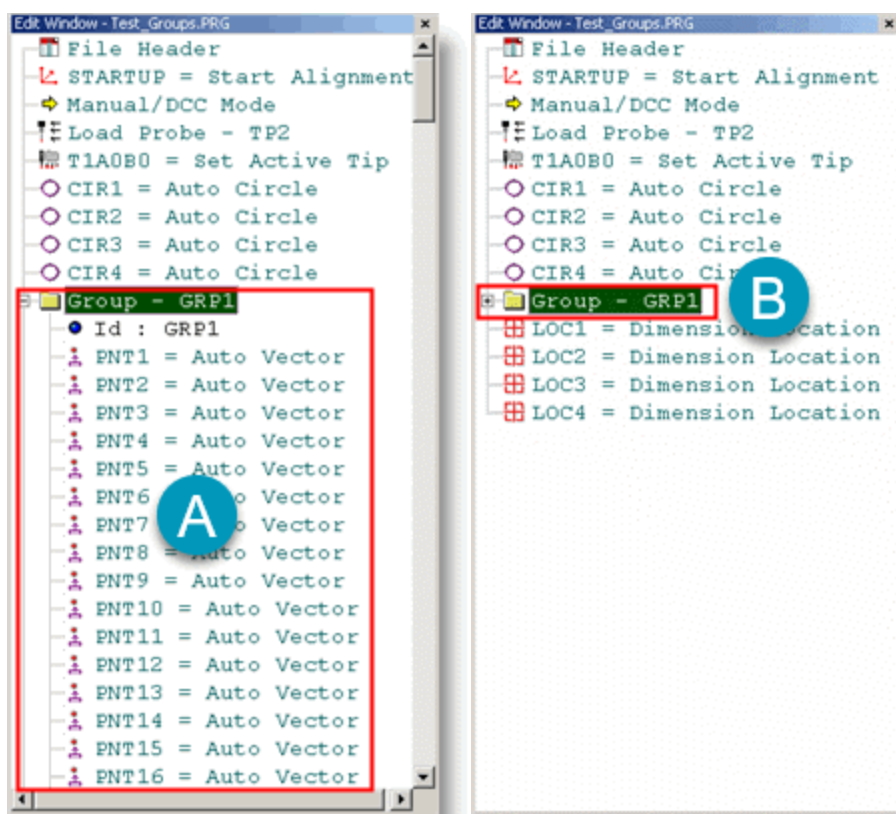 Edit Window - Test_Groups.PRG
File Header
STARTUP = Start Alignment
Manual/DCC Mode
Load Probe - TP2
T1A0B0 = Set Active Tip
CIR1 = Auto Circle
CIR2 = Auto Circle
CIR3 = Auto Circle
CIR4 = Auto Circle
Group - GRP1
Id : GRP1
PNT1 = Auto Vector
PNT2 = Auto Vector
PNT3 = Auto Vector
PNT4 = Auto Vector
PNT5 = Auto Vector
PNT6 Vector
PNT7 Vector
PNT8 = Auto Vector
PNT9 = Auto Vector
PNT10 = Auto Vector
PNT11 = Auto Vector
PNT12 = Auto Vector
PNT13 = Auto Vector
PNT14 = Auto Vector
PNT15 = Auto Vector
PNT16 = Auto Vector
A
Edit Window - Test_Groups.PRG
File Header
STARTUP = Start Alignment
Manual/DCC Mode
Load Probe - TP2
T1A0B0 = Set Active Tip
CIR1 = Auto Circle
CIR2 = Auto Circle
CIR3 = Auto Circle
CIR4 = Auto
Group - GRP1
LOC1 = Dimension Location
LOC2 = Dimension Location
LOC3 = Dimension Location
LOC4 = Dimension Location
B